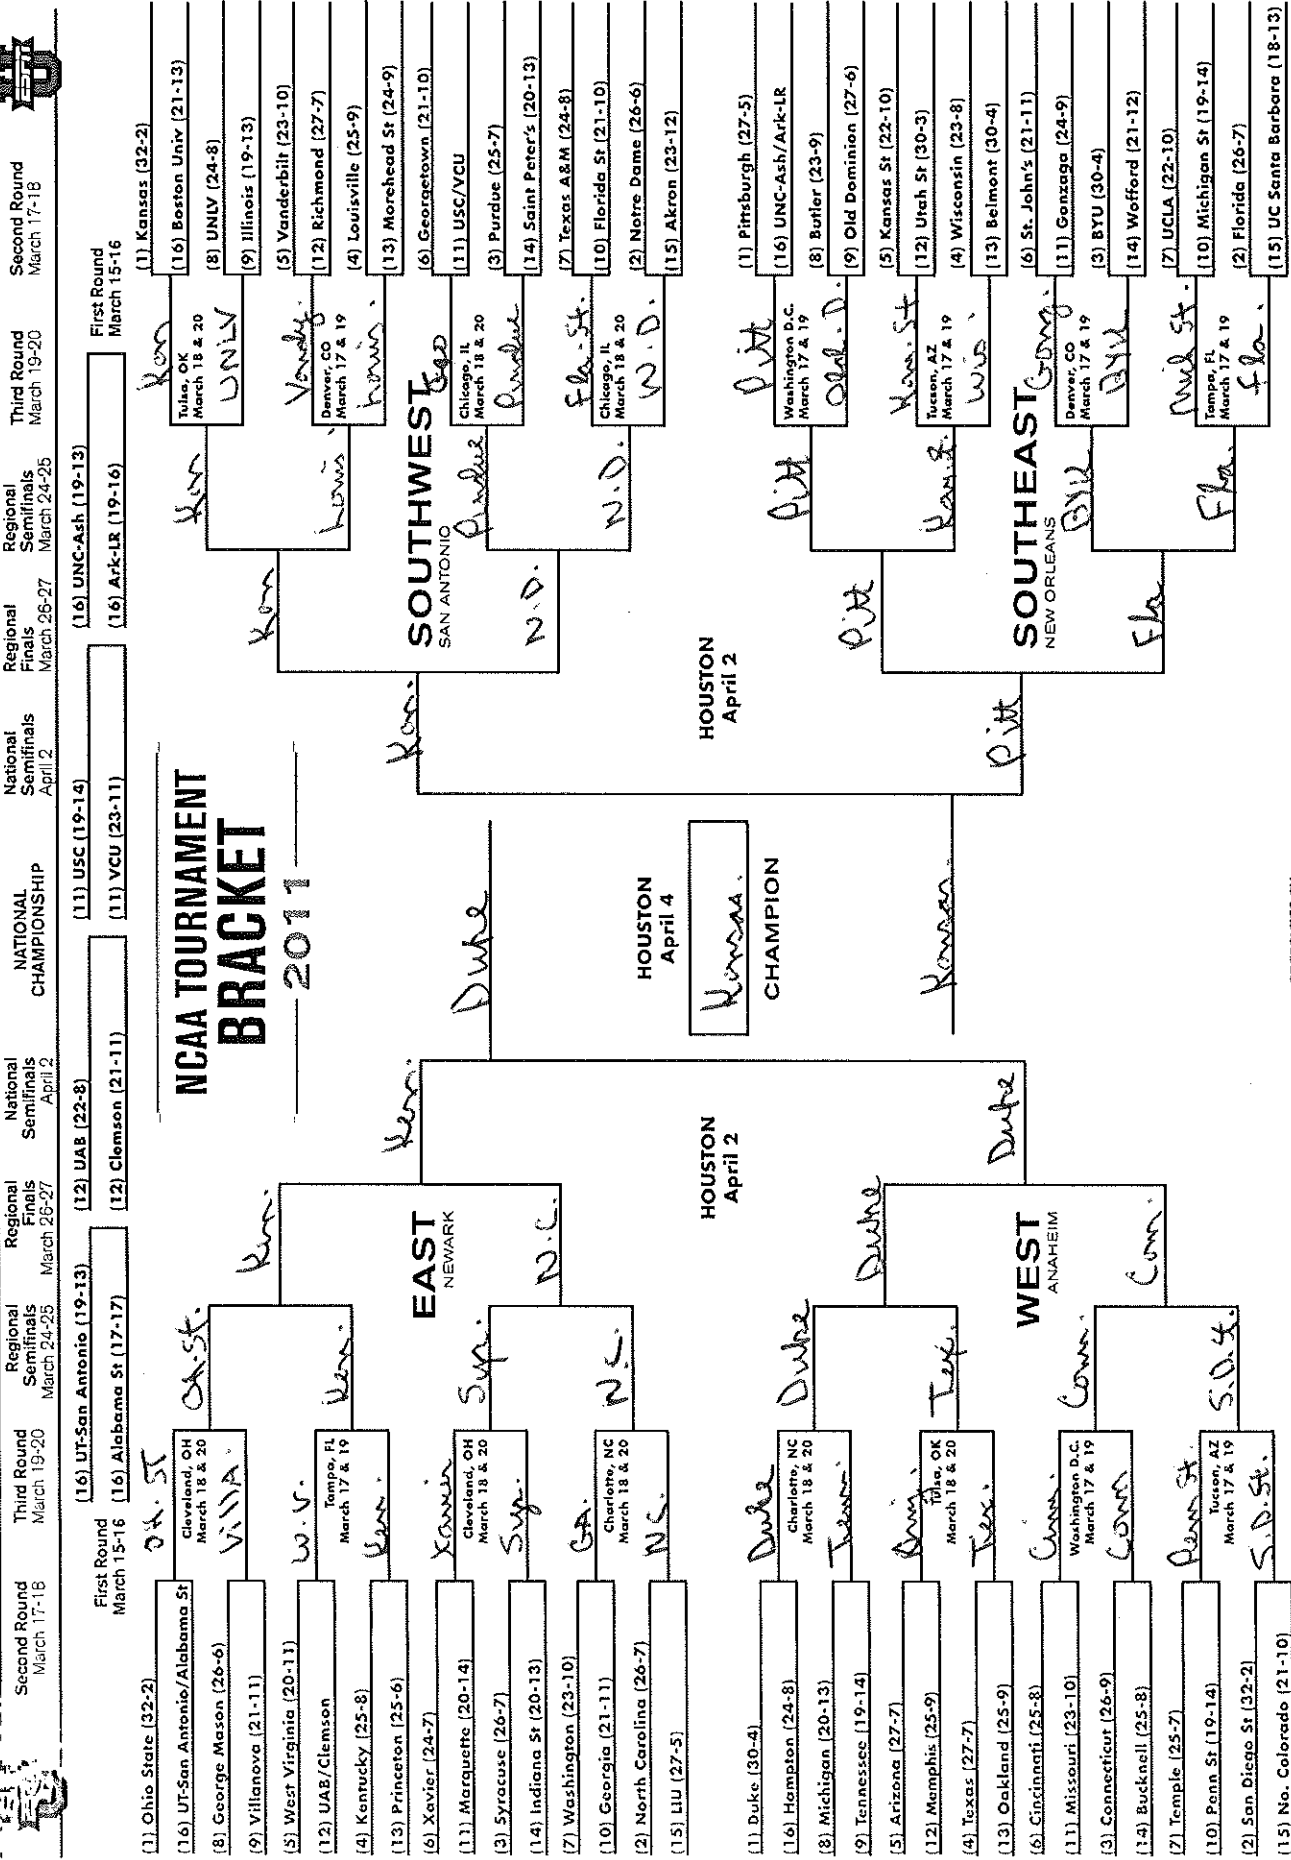 Second Round
March 17-18
Third Round
March 19-20
Regional
Semifinals
March 24-25
Regional
Finals
March 26-27
National
Semifinals
April 2
NATIONAL
CHAMPIONSHIP
National
Semifinals
April 2
Regional
Finals
March 26-27
Regional
Semifinals
March 24-25
Third Round
March 19-20
Second Round
March 17-18
First Round
March 15-16
(16) UT-San Antonio (19-13)
(16) Alabama St (17-17)
(12) UAB (22-8)
(12) Clemson (21-11)
(11) USC (19-14)
(11) VCU (23-11)
(16) UNC-Ash (19-13)
(16) Ark-LR (19-16)
First Round
March 15-16
NCAA TOURNAMENT
BRACKET
2011
(1) Ohio State (32-2)
(16) UT-San Antonio/Alabama St
(8) George Mason (26-6)
(9) Villanova (21-11)
(5) West Virginia (20-11)
(12) UAB/Clemson
(4) Kentucky (25-8)
(13) Princeton (25-6)
(6) Xavier (24-7)
(11) Marquette (20-14)
(3) Syracuse (26-7)
(14) Indiana St (20-13)
(7) Washington (23-10)
(10) Georgia (21-11)
(2) North Carolina (26-7)
(15) LIU (27-5)
OH. ST
Cleveland, OH
March 18 & 20
VillA.
W.V.
Tampa, FL
March 17 & 19
Ken.
Xavier
Cleveland, OH
March 18 & 20
Syr.
GA.
Charlotte, NC
March 18 & 20
N.C.
OH. St.
Ken.
Syr.
N.C.
Ken.
N.C.
EAST
NEWARK
Ken.
(1) Duke (30-4)
(16) Hampton (24-8)
(8) Michigan (20-13)
(9) Tennessee (19-14)
(5) Arizona (27-7)
(12) Memphis (25-9)
(4) Texas (27-7)
(13) Oakland (25-9)
(6) Cincinnati (25-8)
(11) Missouri (23-10)
(3) Connecticut (26-9)
(14) Bucknell (25-8)
(7) Temple (25-7)
(10) Penn St (19-14)
(2) San Diego St (32-2)
(15) No. Colorado (21-10)
Duke
Charlotte, NC
March 18 & 20
Tenn.
Tulsa, OK
March 18 & 20
Tex.
Cinn.
Washington D.C.
March 17 & 19
Conn
Penn St.
Tucson, AZ
March 17 & 19
S.D. St.
Duke
Tex.
Conn.
S.D. St.
Duke
Conn.
WEST
ANAHEIM
Duke
HOUSTON
April 2
Duke
HOUSTON
April 4
Kansas.
CHAMPION
Kansas
(1) Kansas (32-2)
(16) Boston Univ (21-13)
(8) UNLV (24-8)
(9) Illinois (19-13)
(5) Vanderbilt (23-10)
(12) Richmond (27-7)
(4) Louisville (25-9)
(13) Morehead St (24-9)
(6) Georgetown (21-10)
(11) USC/VCU
(3) Purdue (25-7)
(14) Saint Peter's (20-13)
(7) Texas A&M (24-8)
(10) Florida St (21-10)
(2) Notre Dame (26-6)
(15) Akron (23-12)
Kan
Tulsa, OK
March 18 & 20
UNLV
Vandy.
Denver, CO
March 17 & 19
Louis.
Chicago, IL
March 18 & 20
Purdue
Fla. St.
Chicago, IL
March 18 & 20
N.D.
Kan
Louis.
Purdue
N.D.
Kan
N.D.
SOUTHWEST
SAN ANTONIO
Kan.
(1) Pittsburgh (27-5)
(16) UNC-Ash/Ark-LR
(8) Butler (23-9)
(9) Old Dominion (27-6)
(5) Kansas St (22-10)
(12) Utah St (30-3)
(4) Wisconsin (23-8)
(13) Belmont (30-4)
(6) St. John's (21-11)
(11) Gonzaga (24-9)
(3) BYU (30-4)
(14) Wofford (21-12)
(7) UCLA (22-10)
(10) Michigan St (19-14)
(2) Florida (26-7)
(15) UC Santa Barbara (18-13)
Pitt
Washington D.C.
March 17 & 19
Old. D.
Kan. St
Tucson, AZ
March 17 & 19
Wis.
Gonz.
Denver, CO
March 17 & 19
BYU
Mich St.
Tampa, FL
March 17 & 19
Fla.
Pitt
Kan. St.
BYU
Fla.
Pitt
Fla
SOUTHEAST
NEW ORLEANS
Pitt
HOUSTON
April 2